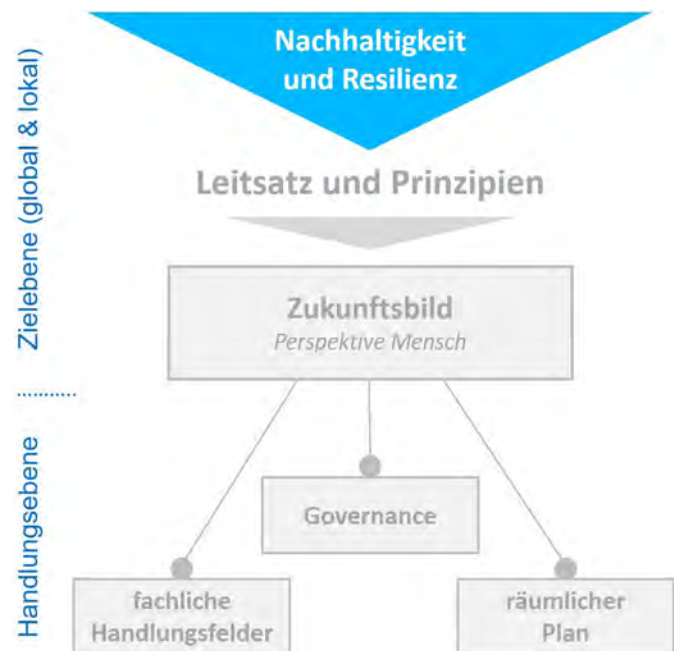 Nachhaltigkeit
und Resilienz
Leitsatz und Prinzipien
Zukunftsbild
Perspektive Mensch
Governance
fachliche
Handlungsfelder
räumlicher
Plan
Zielebene (global & lokal)
Handlungsebene